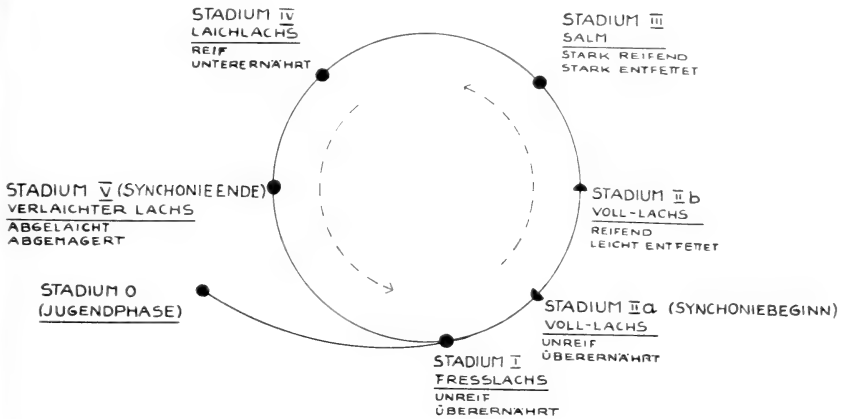 STADIUM IV
LAICHLACHS
REIF
UNTERERNÄHRT
STADIUM III
SALM
STARK REIFEND
STARK ENTFETTET
STADIUM V (SYNCHONIEENDE)
VERLAICHTER LACHS
ABGELAICHT
ABGEMAGERT
STADIUM IIb
VOLL-LACHS
REIFEND
LEICHT ENTFETTET
STADIUM 0
(JUGENDPHASE)
STADIUM IIa (SYNCHONIEBEGINN)
VOLL-LACHS
UNREIF
ÜBERERNÄHRT
STADIUM I
FRESSLACHS
UNREIF
ÜBERERNÄHRT